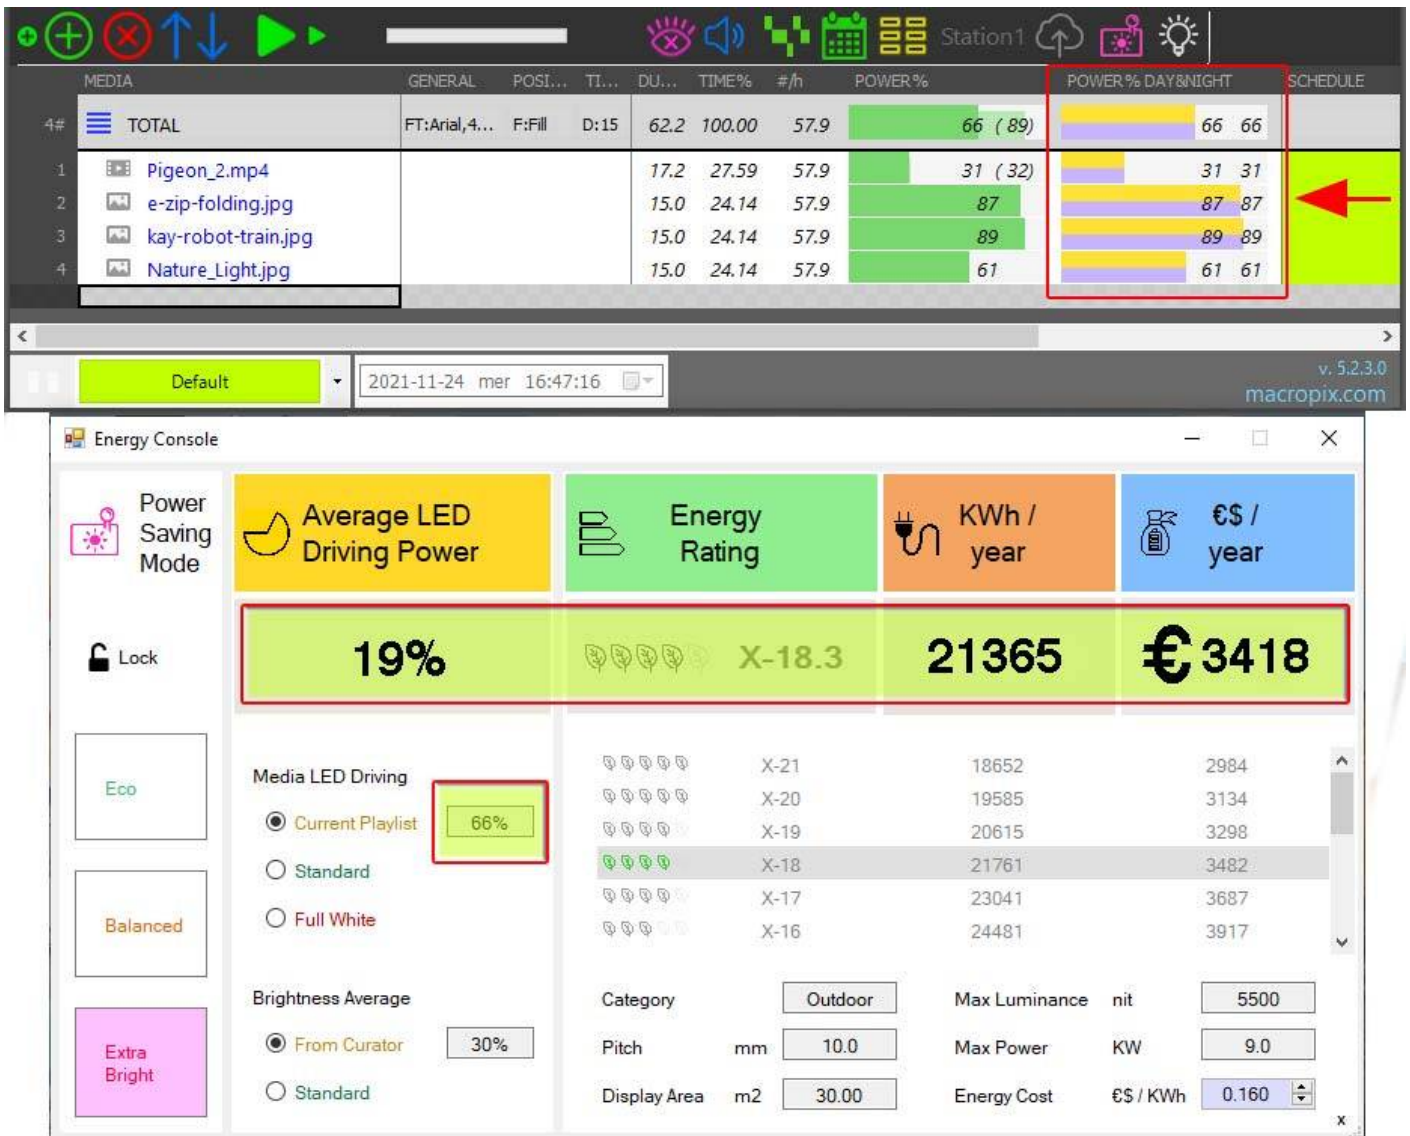 Station1
MEDIA GENERAL POSI... TI... DU... TIME% #/h POWER% POWER% DAY&NIGHT SCHEDULE
4# TOTAL FT:Arial,4... F:Fill D:15 62.2 100.00 57.9 66 (89) 66 66
1 Pigeon_2.mp4 17.2 27.59 57.9 31 (32) 31 31
2 e-zip-folding.jpg 15.0 24.14 57.9 87 87 87
3 kay-robot-train.jpg 15.0 24.14 57.9 89 89 89
4 Nature_Light.jpg 15.0 24.14 57.9 61 61 61
Default 2021-11-24 mer 16:47:16
v. 5.2.3.0
macropix.com
Energy Console
Power Saving Mode
Average LED Driving Power
Energy Rating
KWh / year
€$ / year
Lock 19% X-18.3 21365 €3418
X-21 18652 2984
X-20 19585 3134
X-19 20615 3298
X-18 21761 3482
X-17 23041 3687
X-16 24481 3917
Eco
Balanced
Extra
Bright
Media LED Driving
Current Playlist 66%
Standard
Full White
Brightness Average
From Curator 30%
Standard
Category Outdoor Max Luminance nit 5500
Pitch mm 10.0 Max Power KW 9.0
Display Area m2 30.00 Energy Cost €$ / KWh 0.160
x